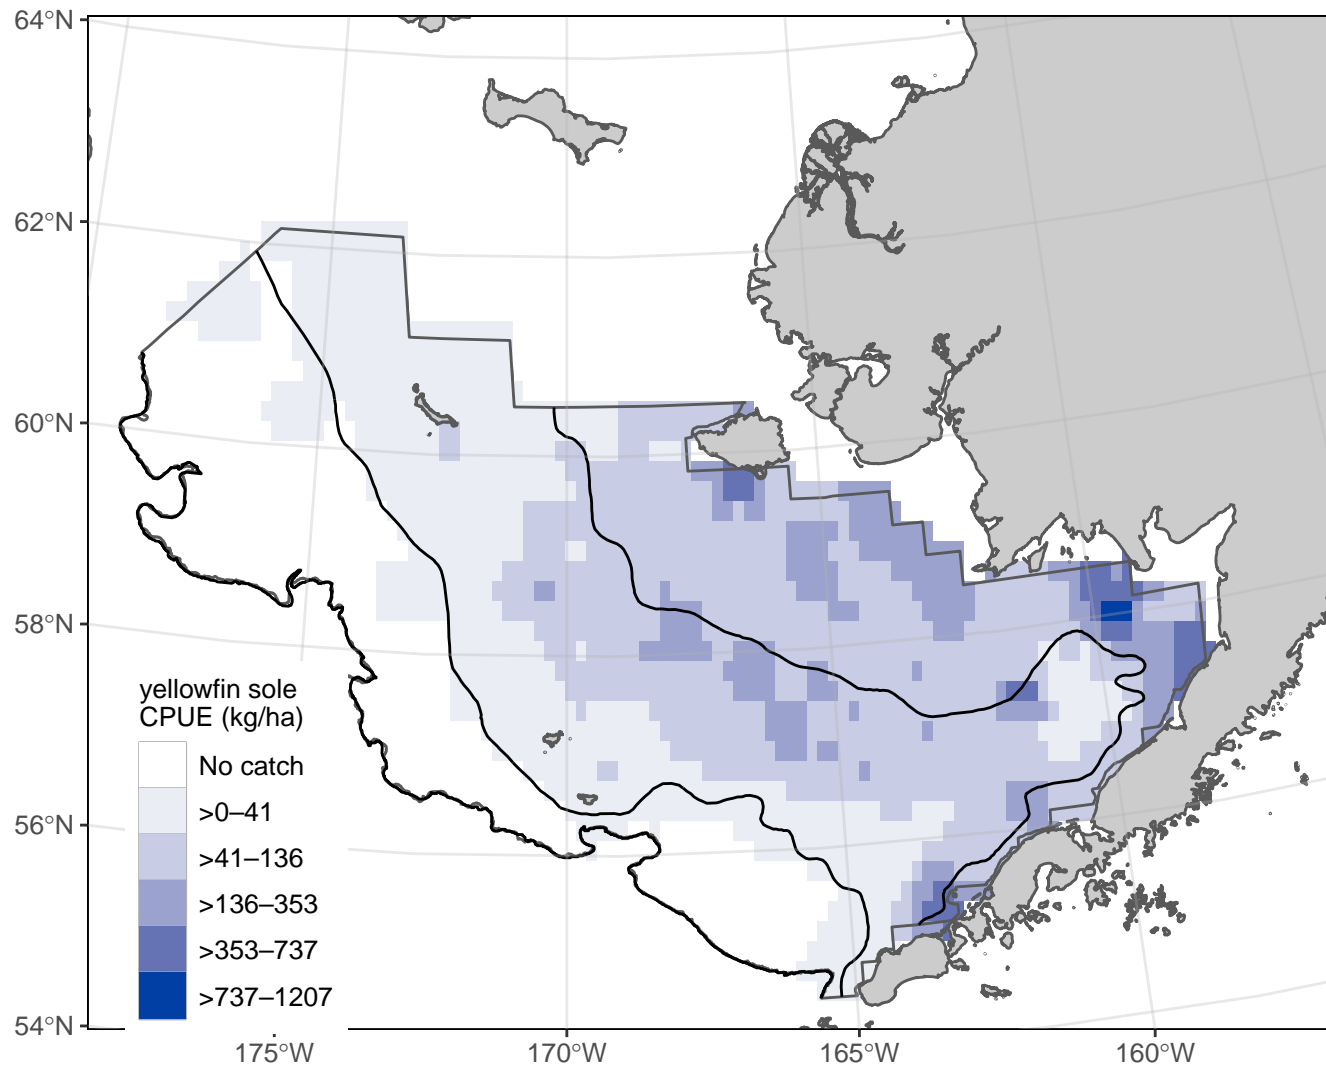 64°N
62°N
60°N
58°N
56°N
54°N
yellowfin sole
CPUE (kg/ha)
No catch
>0–41
>41–136
>136–353
>353–737
>737–1207
175°W
170°W
165°W
160°W